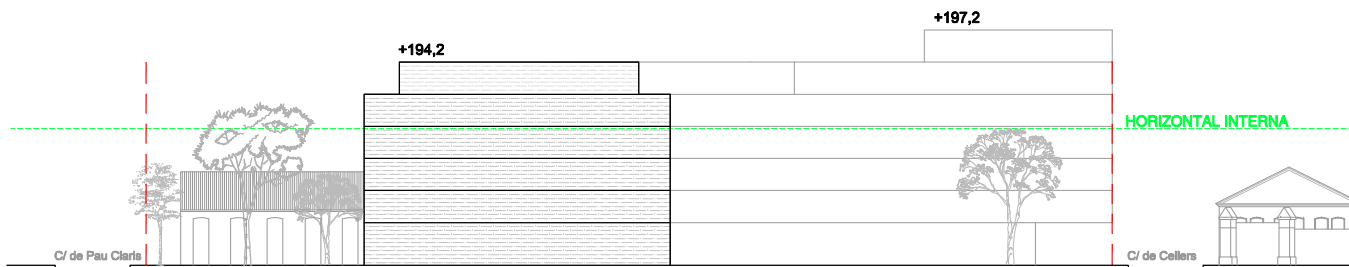 +197,2
+194,2
HORIZONTAL INTERNA
C/ de Pau Claris
C/ de Cellers